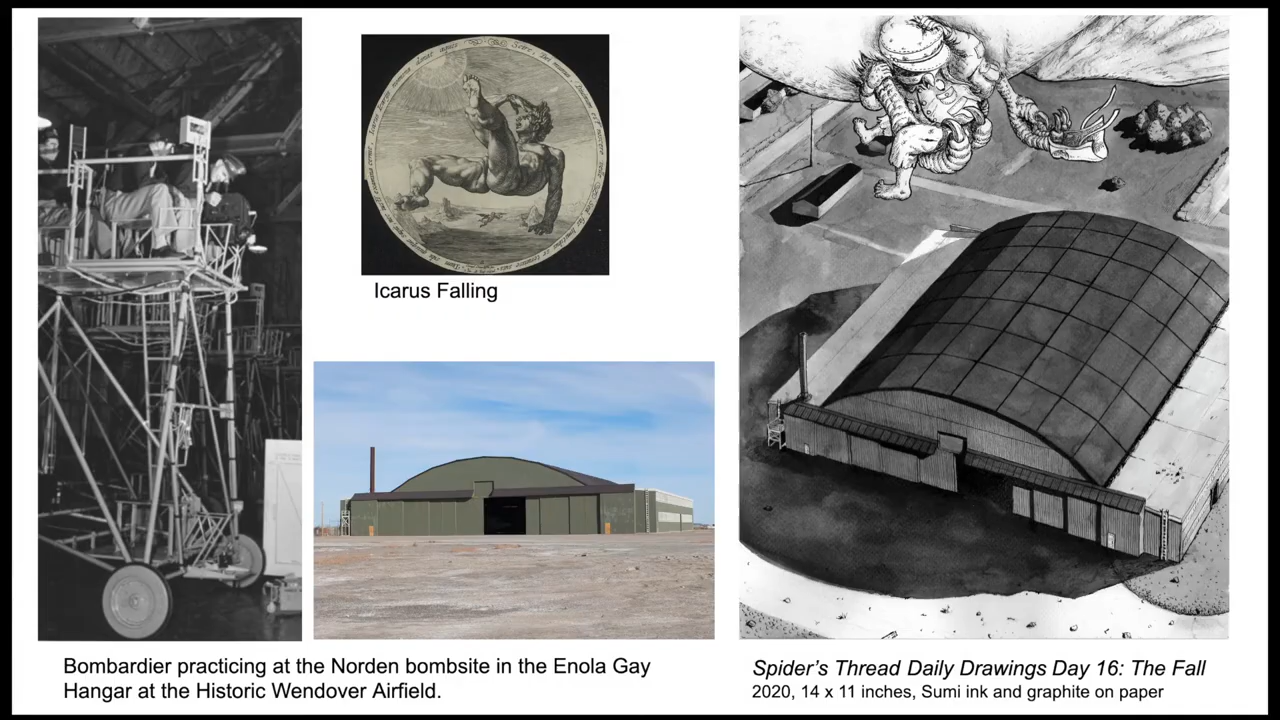 Icarus Falling
Bombardier practicing at the Norden bombsite in the Enola Gay
Hangar at the Historic Wendover Airfield.
Spider's Thread Daily Drawings Day 16: The Fall
2020, 14 x 11 inches, Sumi ink and graphite on paper